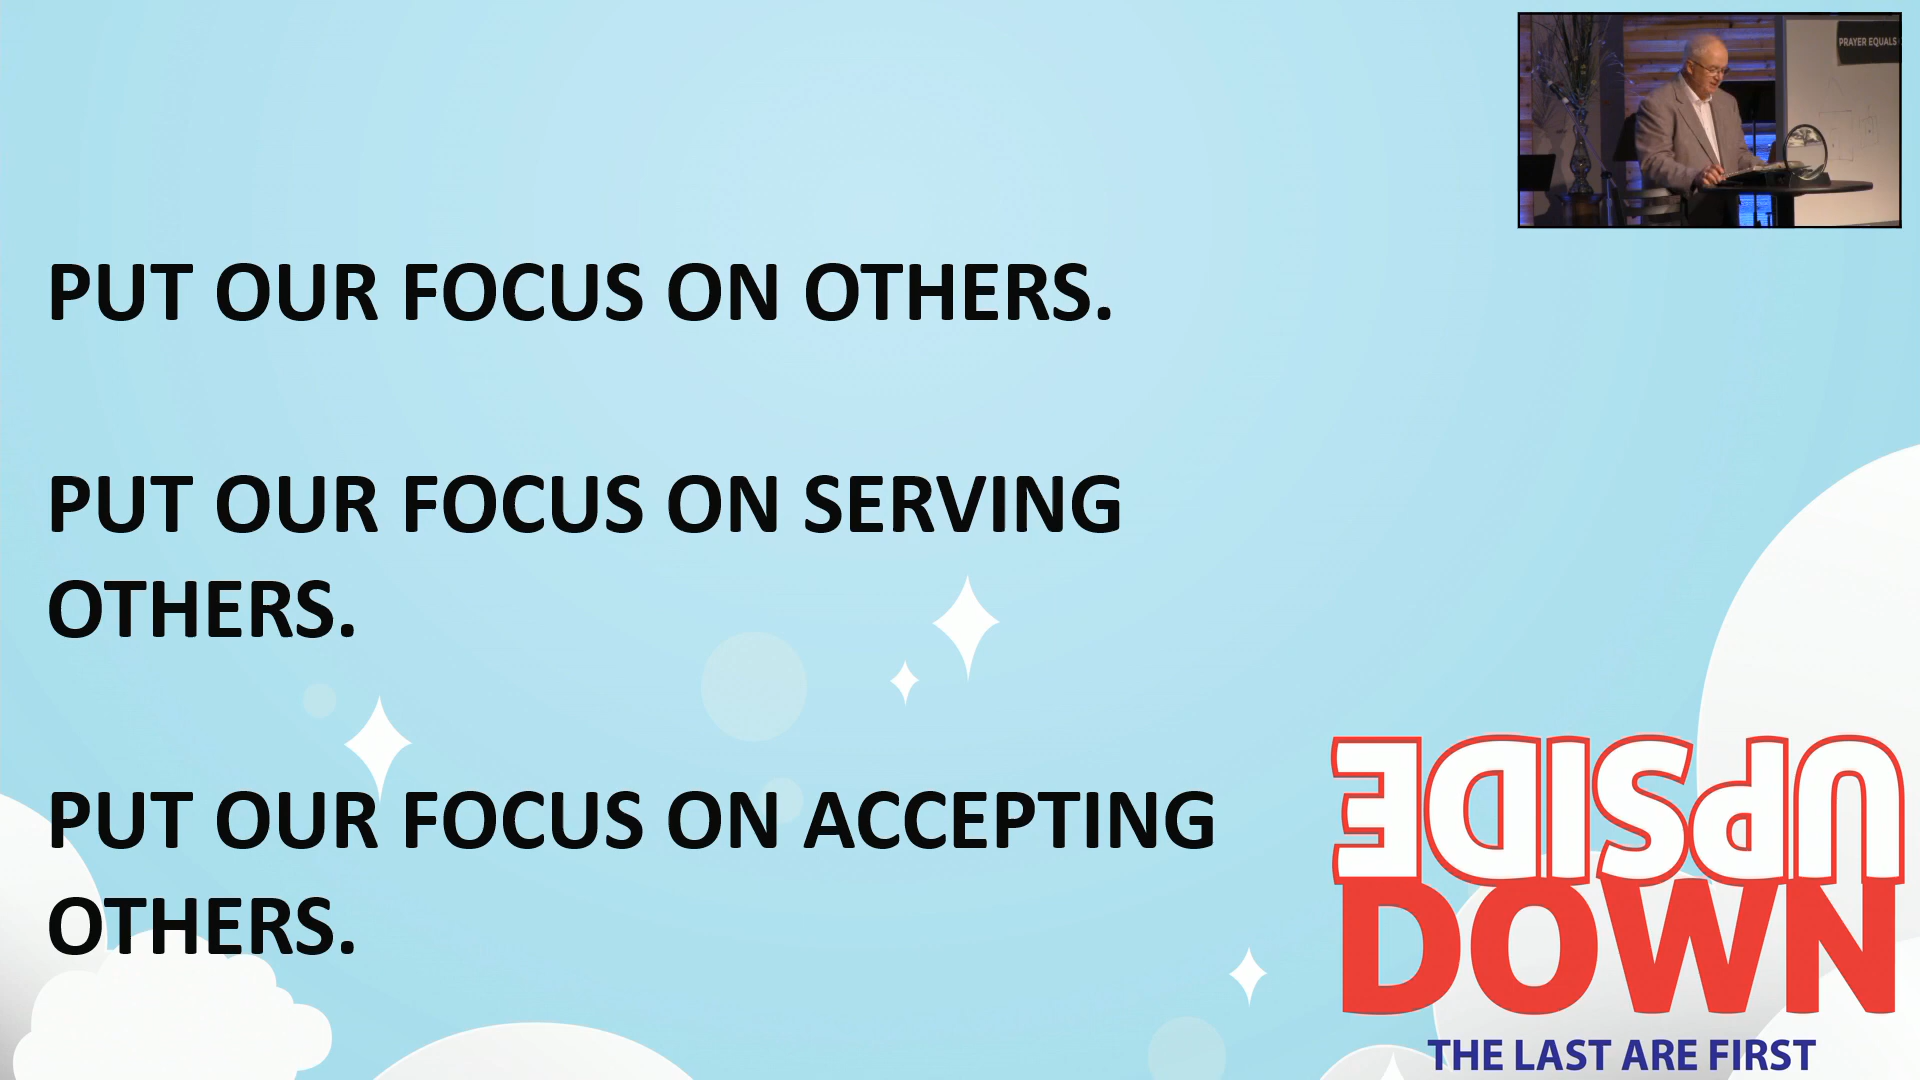 PRAYER EQUALS
PUT OUR FOCUS ON OTHERS.
PUT OUR FOCUS ON SERVING
OTHERS.
PUT OUR FOCUS ON ACCEPTING
OTHERS.
UPSIDE
DOWN
THE LAST ARE FIRST